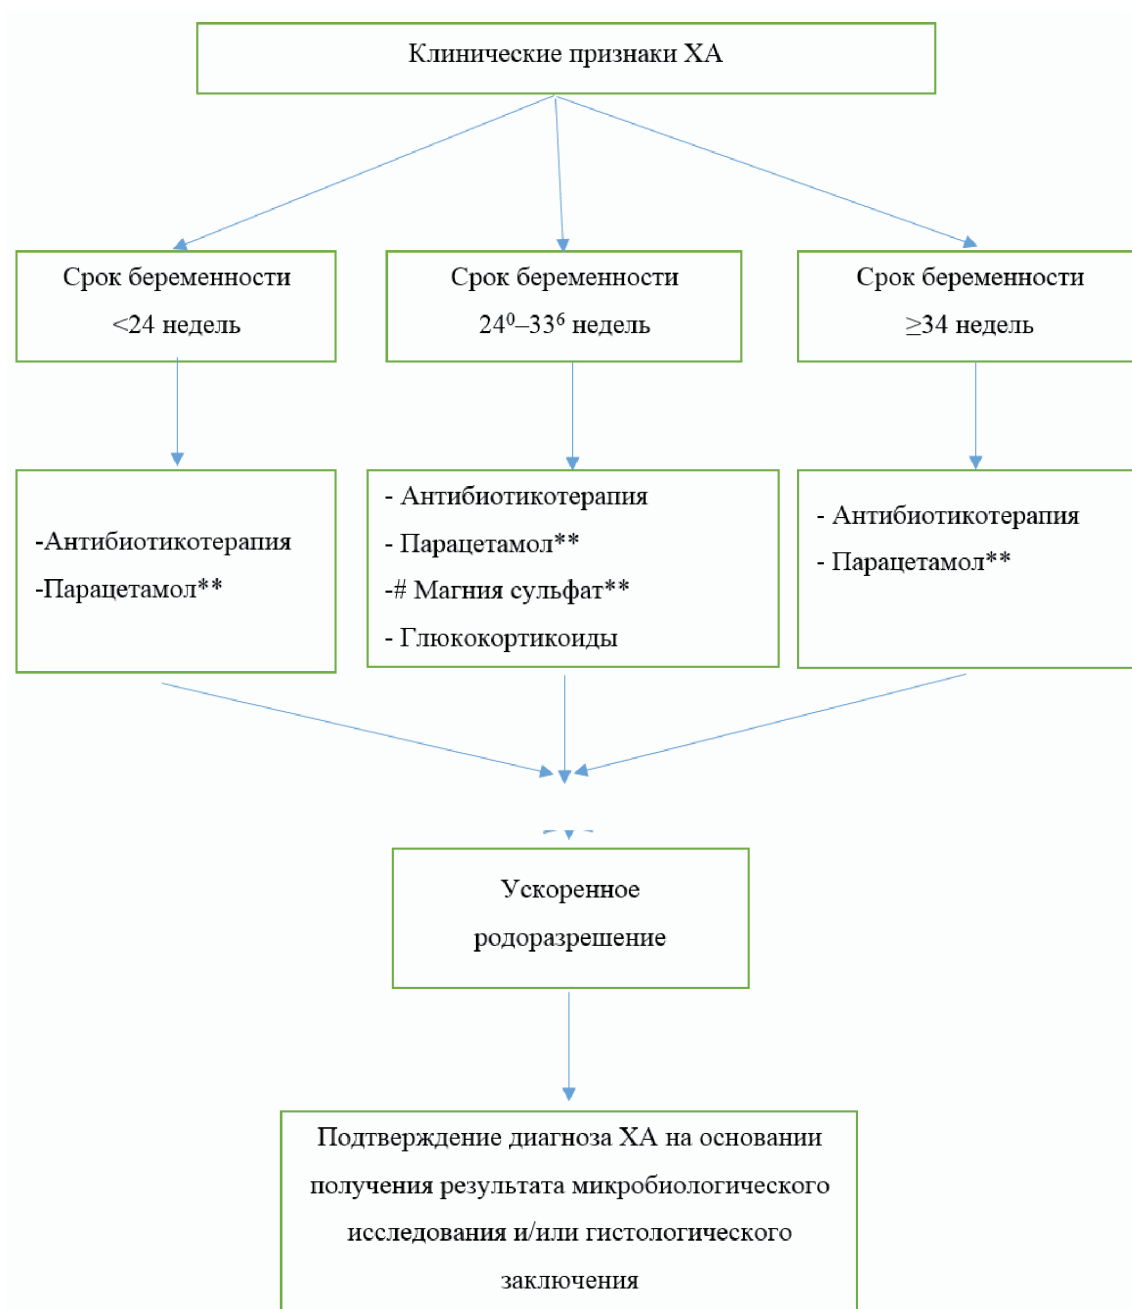 Клинические признаки ХА
Срок беременности
<24 недель
Срок беременности
24⁰–33⁶ недель
Срок беременности
≥34 недель
-Антибиотикотерапия
-Парацетамол**
- Антибиотикотерапия
- Парацетамол**
-# Магния сульфат**
- Глюкокортикоиды
- Антибиотикотерапия
- Парацетамол**
Ускоренное
родоразрешение
Подтверждение диагноза ХА на основании
получения результата микробиологического
исследования и/или гистологического
заключения